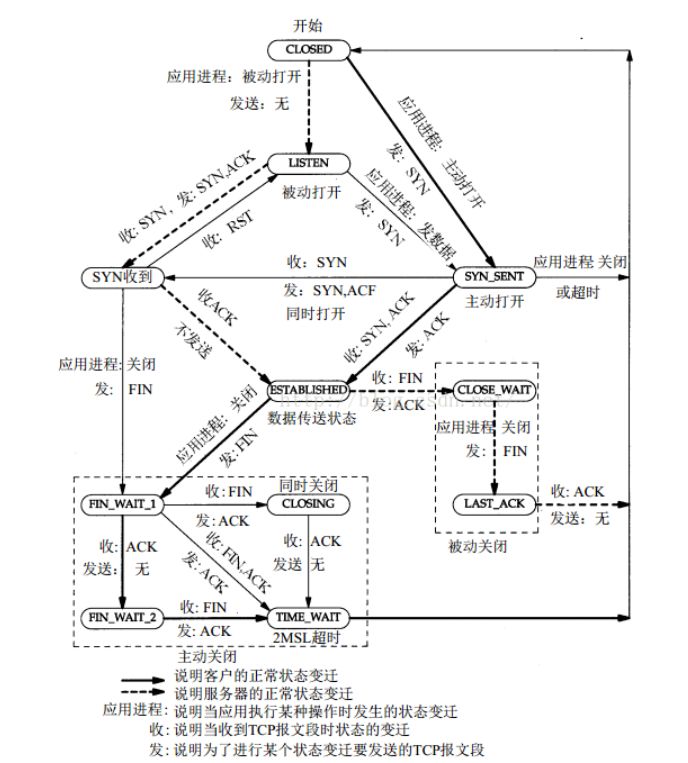 开始
CLOSED
应用进程：被动打开
发送：无
应用进程：主动打开
发：SYN
LISTEN
被动打开
收: SYN，发: SYN,ACK
收：RST
应用进程：发数据
发：SYN
SYN收到
收：SYN
发：SYN,ACF
同时打开
SYN_SENT
主动打开
应用进程 关闭
或超时
收ACK
不发送
收: SYN, ACK
发: ACK
应用进程: 关闭
发: FIN
ESTABLISHED
数据传送状态
收: FIN
发: ACK
CLOSE_WAIT
应用进程 关闭
发: FIN
LAST_ACK
被动关闭
收: ACK
发送: 无
应用进程: 关闭
发: FIN
FIN_WAIT_1
收: FIN
发: ACK
同时关闭
CLOSING
收: ACK
发送: 无
收: FIN,ACK
发: ACK
收: ACK
发送 无
FIN_WAIT_2
收: FIN
发: ACK
TIME_WAIT
2MSL超时
主动关闭
说明客户的正常状态变迁
说明服务器的正常状态变迁
应用进程: 说明当应用执行某种操作时发生的状态变迁
收: 说明当收到TCP报文段时状态的变迁
发: 说明为了进行某个状态变迁要发送的TCP报文段